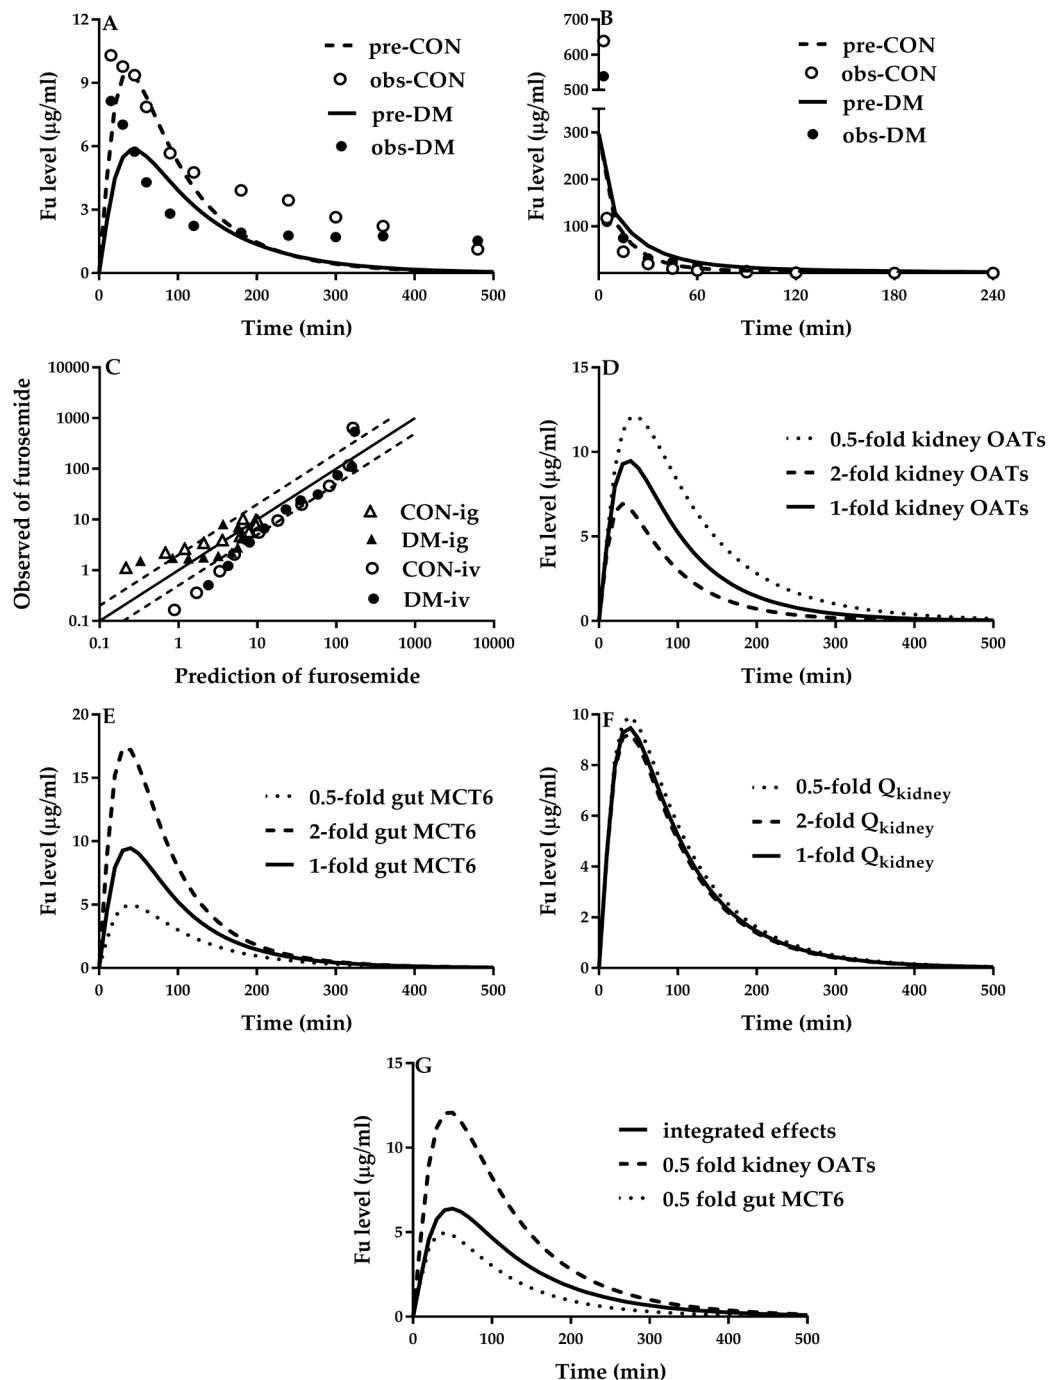 A
12
9
6
3
0
Fu level (µg/ml)
pre-CON
obs-CON
pre-DM
obs-DM
0 100 200 300 400 500
Time (min)
B
700
600
500
300
200
100
Fu level (µg/ml)
pre-CON
obs-CON
pre-DM
obs-DM
0 60 120 180 240
Time (min)
C
10000
1000
100
10
1
0.1
Observed of furosemide
CON-ig
DM-ig
CON-iv
DM-iv
0.1 1 10 100 1000 10000
Prediction of furosemide
D
15
10
5
0
Fu level (µg/ml)
0.5-fold kidney OATs
2-fold kidney OATs
1-fold kidney OATs
0 100 200 300 400 500
Time (min)
E
20
15
10
5
0
Fu level (µg/ml)
0.5-fold gut MCT6
2-fold gut MCT6
1-fold gut MCT6
0 100 200 300 400 500
Time (min)
F
10
8
6
4
2
0
Fu level (µg/ml)
0.5-fold Qkidney
2-fold Qkidney
1-fold Qkidney
0 100 200 300 400 500
Time (min)
G
15
10
5
0
Fu level (µg/ml)
integrated effects
0.5 fold kidney OATs
0.5 fold gut MCT6
0 100 200 300 400 500
Time (min)